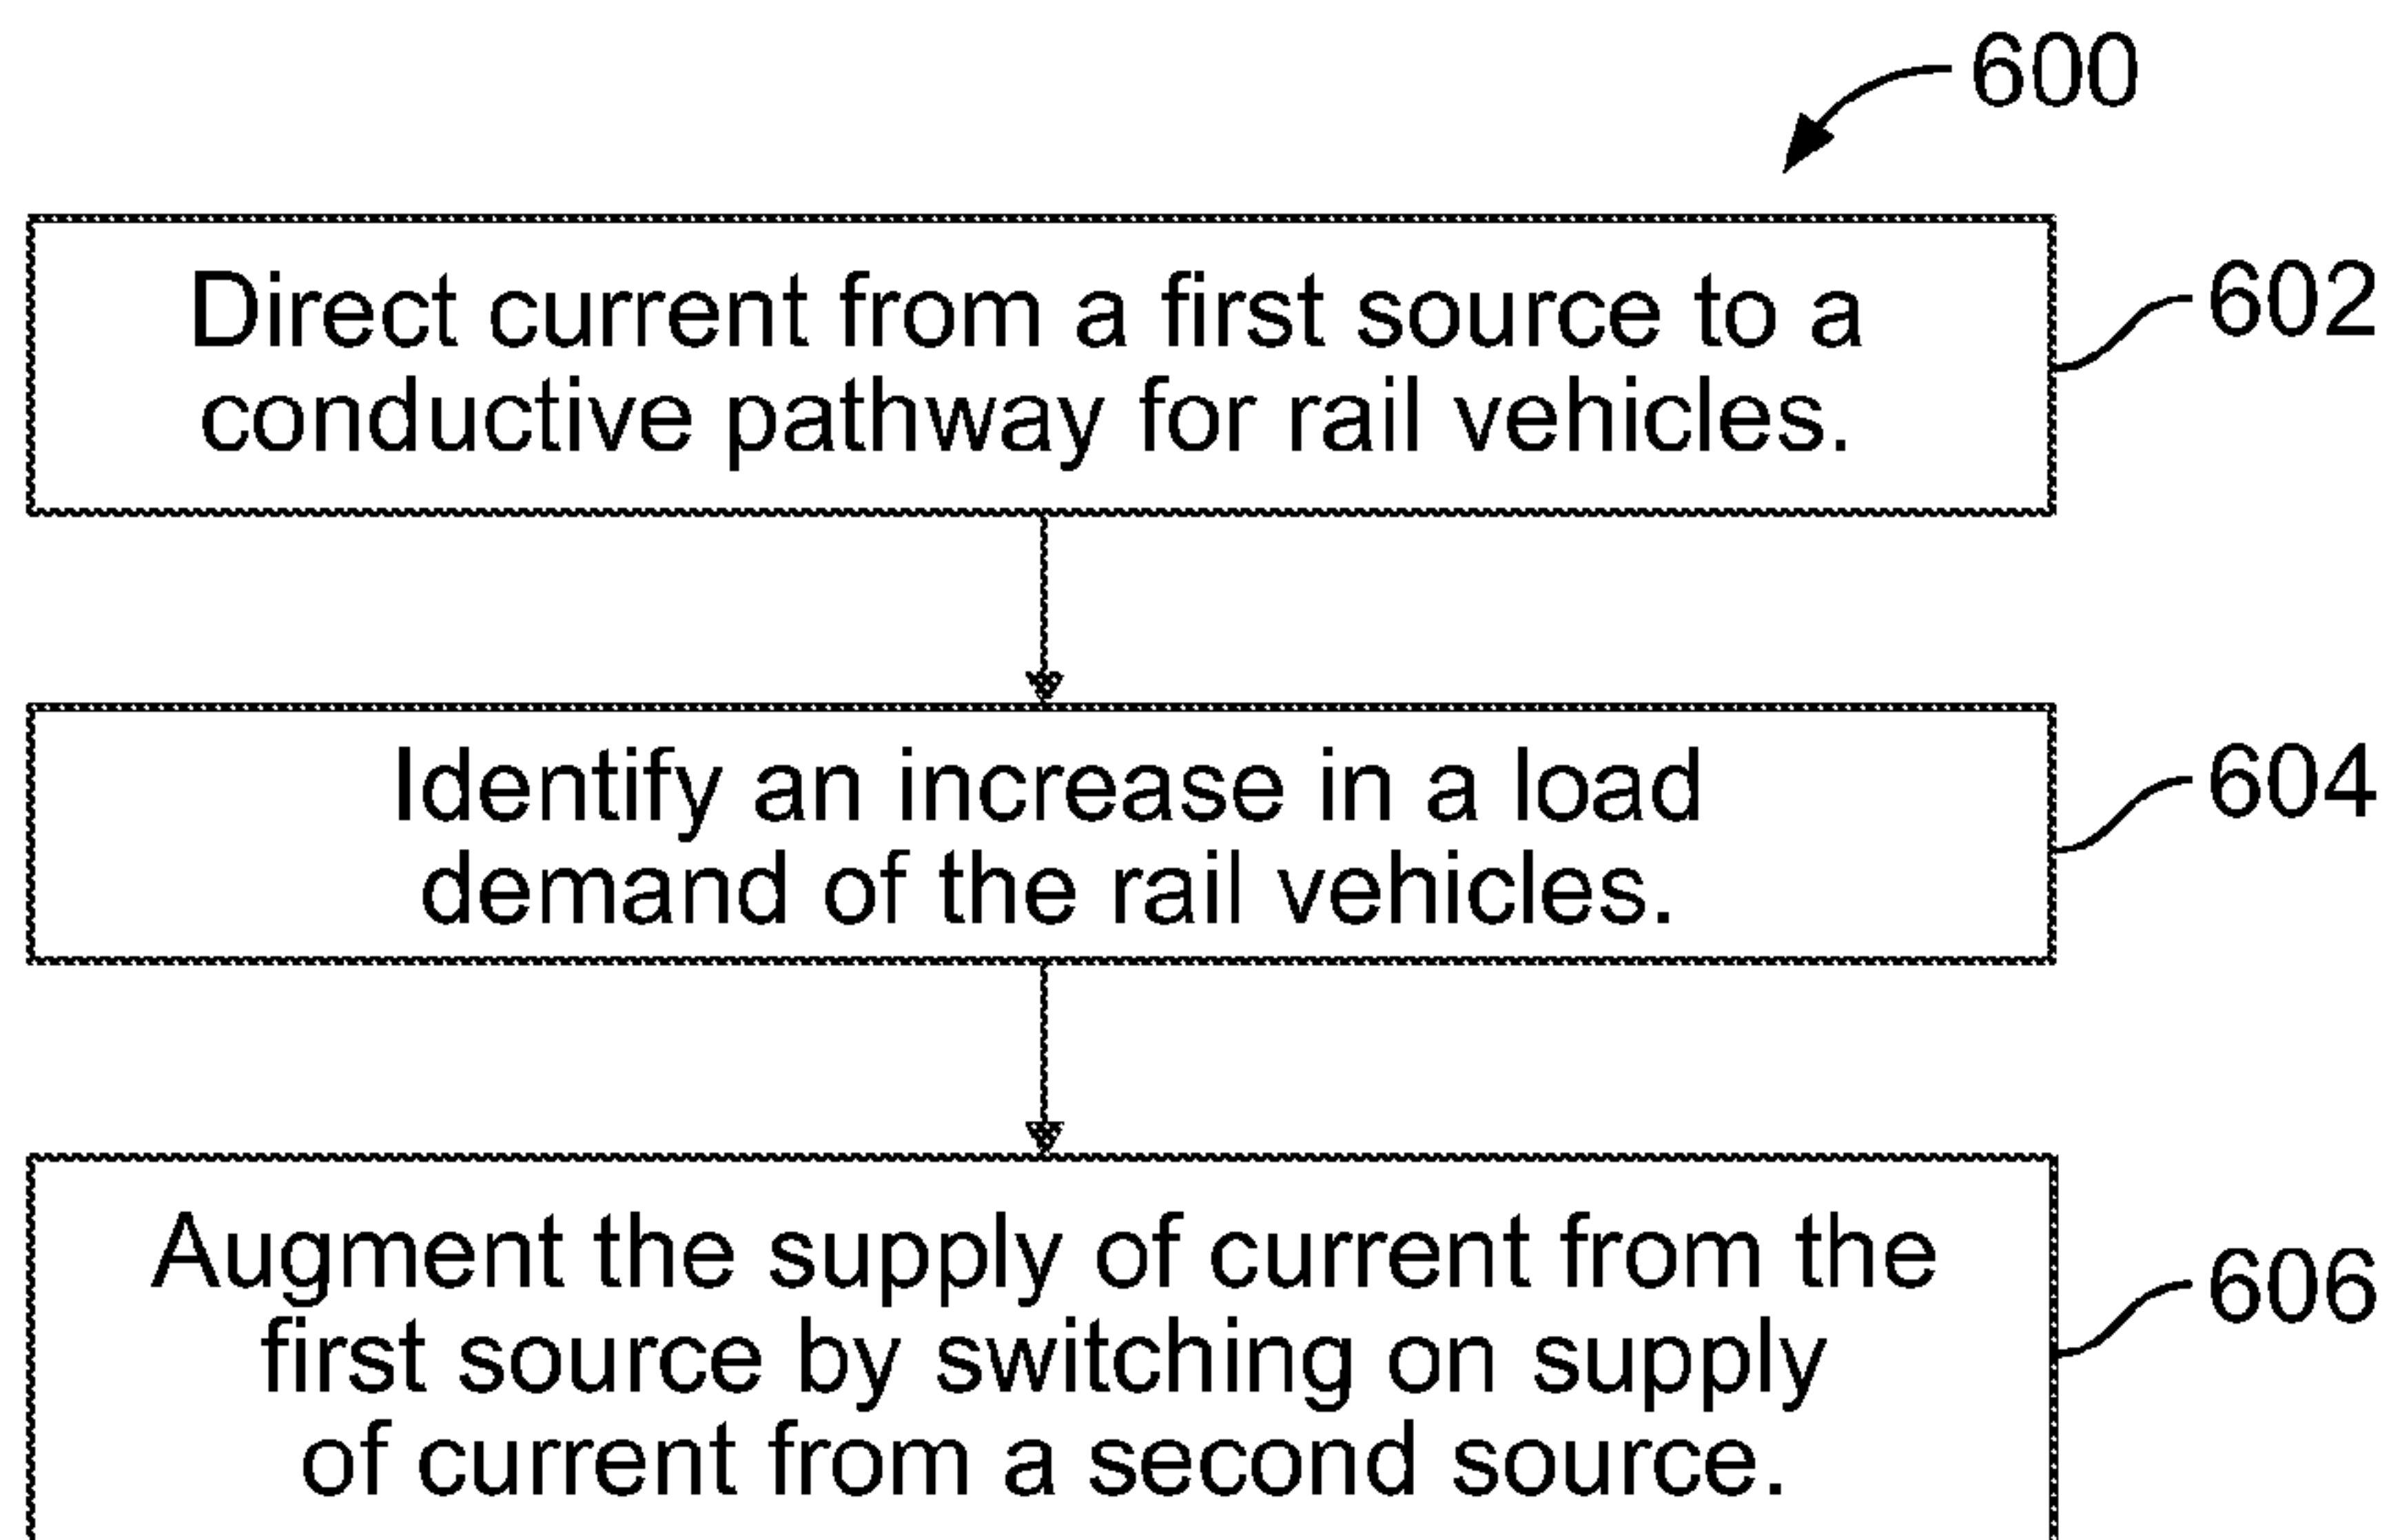 600
Direct current from a first source to a
conductive pathway for rail vehicles.
602
Identify an increase in a load
demand of the rail vehicles.
604
Augment the supply of current from the
first source by switching on supply
of current from a second source.
606